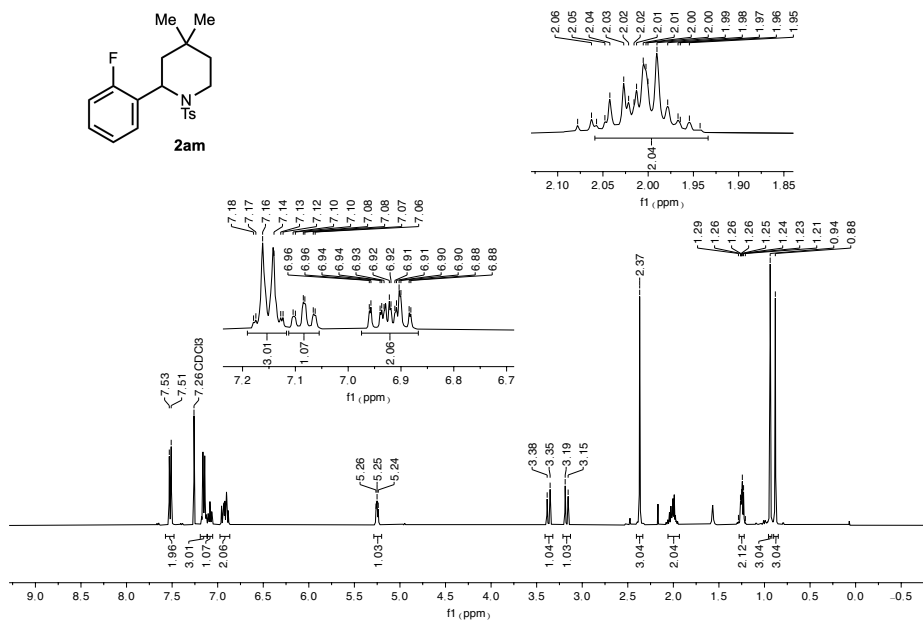 Me Me
F
N
Ts
2am
2.06 2.05 2.04 2.03 2.02 2.02 2.01 2.01 2.00 2.00 1.99 1.98 1.97 1.96 1.95
2.04
2.10 2.05 2.00 1.95 1.90 1.85
f1 (ppm)
7.18 7.17 7.16 7.14 7.13 7.12 7.10 7.10 7.08 7.08 7.07 7.06
6.96 6.96 6.94 6.94 6.93 6.92 6.92 6.91 6.91 6.90 6.90 6.88 6.88
3.01 1.07 2.06
7.2 7.1 7.0 6.9 6.8 6.7
f1 (ppm)
1.29 1.26 1.26 1.26 1.25 1.24 1.23 1.21 0.94 0.88
2.37
7.53 7.51 7.26 CDCl3
5.26 5.25 5.24
3.38 3.35 3.19 3.15
1.96 3.01 1.07 2.06 1.03 1.04 1.03 3.04 2.04 2.12 3.04 3.04
9.0 8.5 8.0 7.5 7.0 6.5 6.0 5.5 5.0 4.5 4.0 3.5 3.0 2.5 2.0 1.5 1.0 0.5 0.0 -0.5
f1 (ppm)